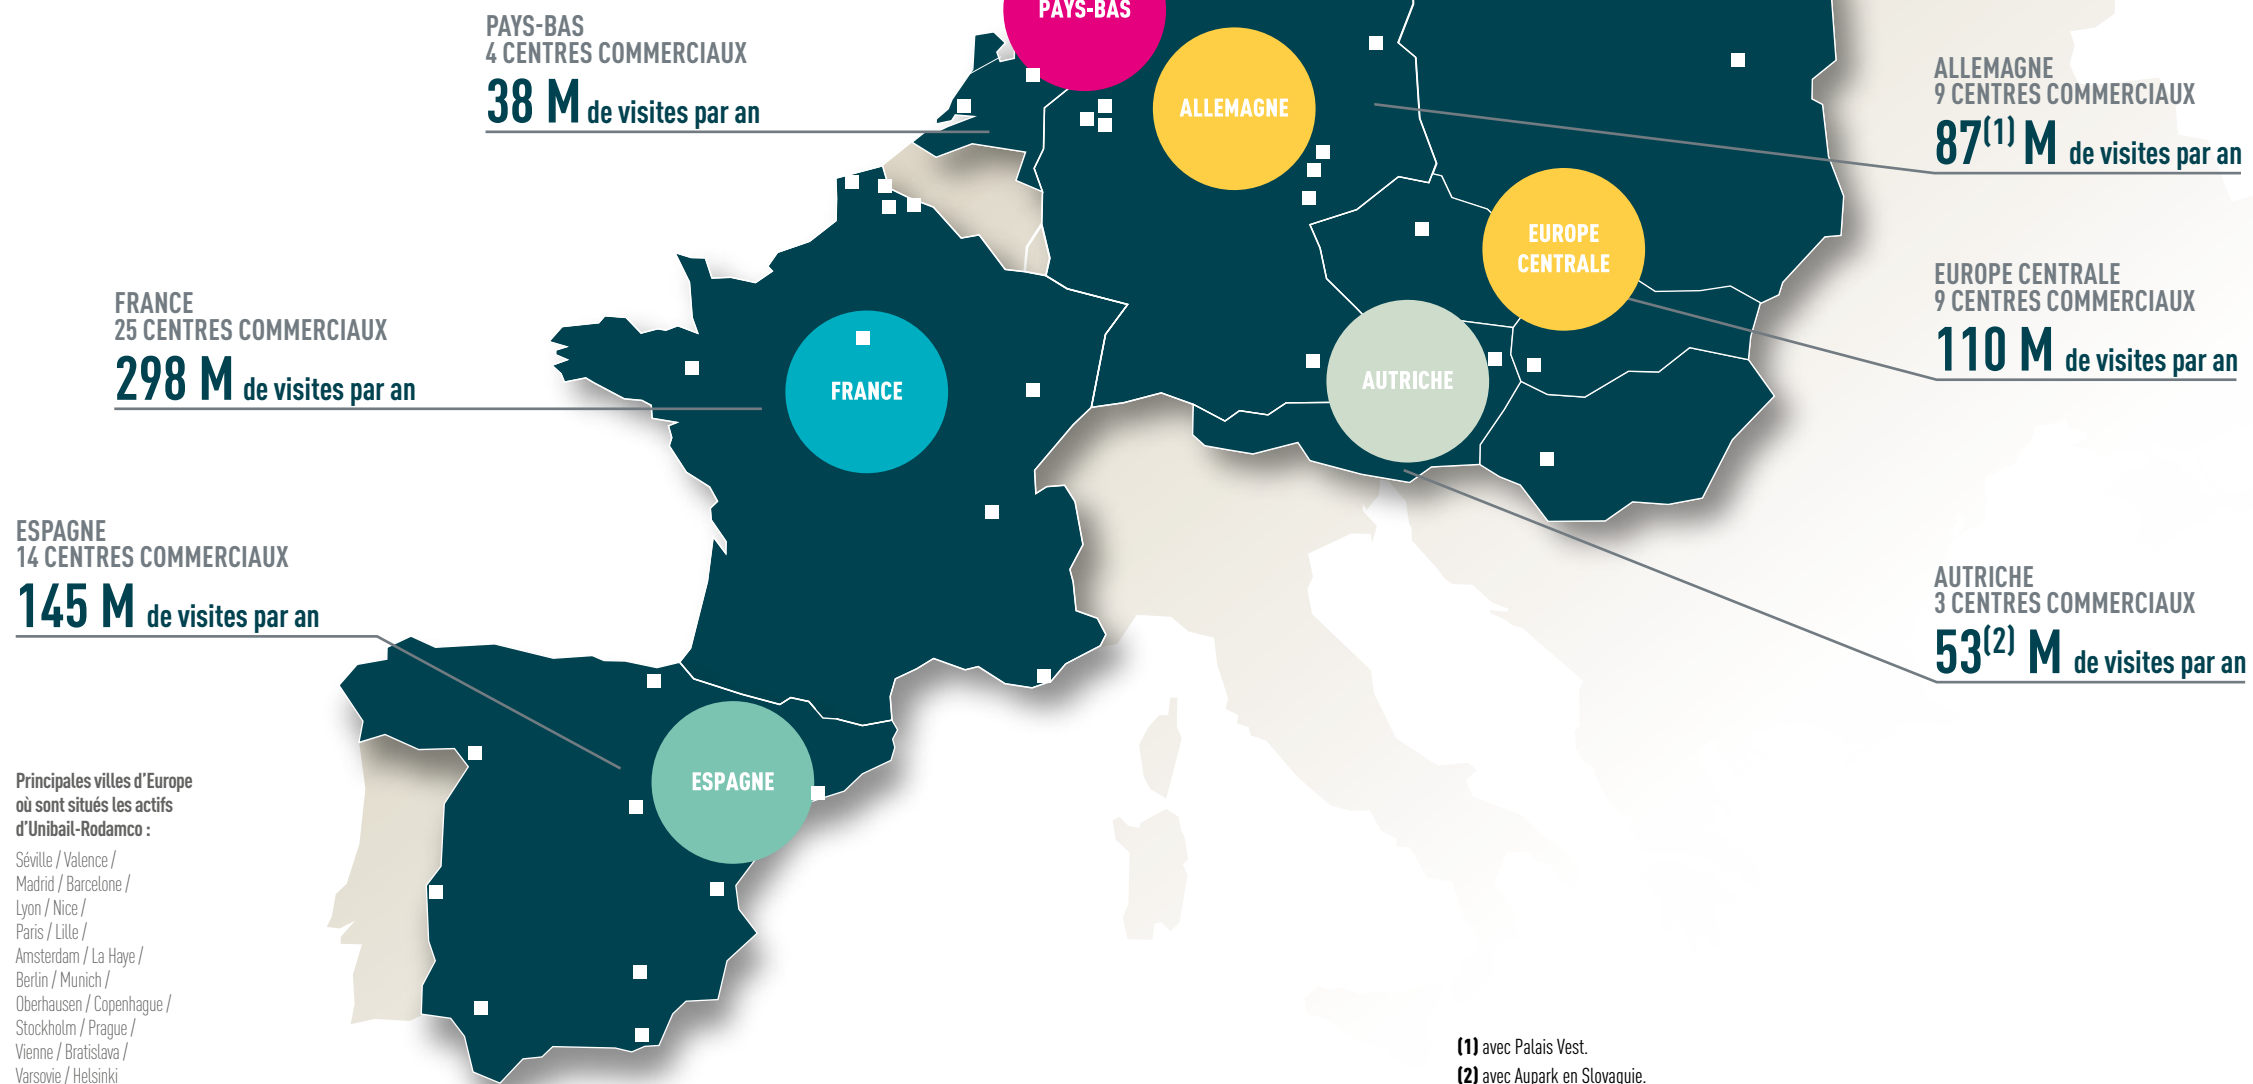 PAYS-BAS
4 CENTRES COMMERCIAUX
38 M de visites par an
PAYS-BAS
ALLEMAGNE
ALLEMAGNE
9 CENTRES COMMERCIAUX
87(1) M de visites par an
EUROPE
CENTRALE
EUROPE CENTRALE
9 CENTRES COMMERCIAUX
110 M de visites par an
FRANCE
25 CENTRES COMMERCIAUX
298 M de visites par an
FRANCE
AUTRICHE
ESPAGNE
14 CENTRES COMMERCIAUX
145 M de visites par an
AUTRICHE
3 CENTRES COMMERCIAUX
53(2) M de visites par an
ESPAGNE
Principales villes d'Europe
où sont situés les actifs
d'Unibail-Rodamco :
Séville / Valence /
Madrid / Barcelone /
Lyon / Nice /
Paris / Lille /
Amsterdam / La Haye /
Berlin / Munich /
Oberhausen / Copenhague /
Stockholm / Prague /
Vienne / Bratislava /
Varsovie / Helsinki
(1) avec Palais Vest.
(2) avec Aupark en Slovaquie.